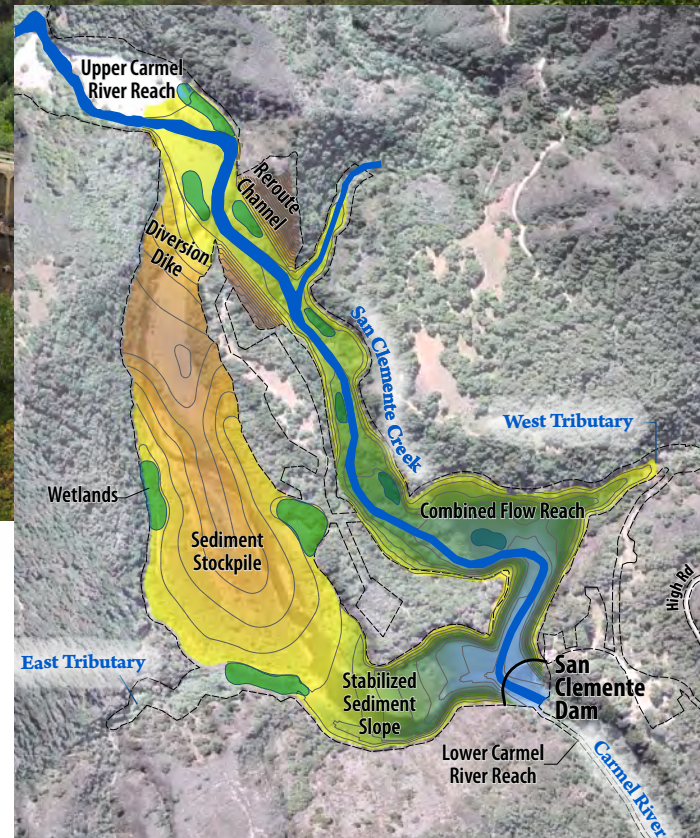 Upper Carmel
River Reach
Reroute
Channel
Diversion
Dike
San Clemente Creek
West Tributary
Wetlands
Combined Flow Reach
Sediment
Stockpile
High Rd
East Tributary
Stabilized
Sediment
Slope
San
Clemente
Dam
Lower Carmel
River Reach
Carmel River